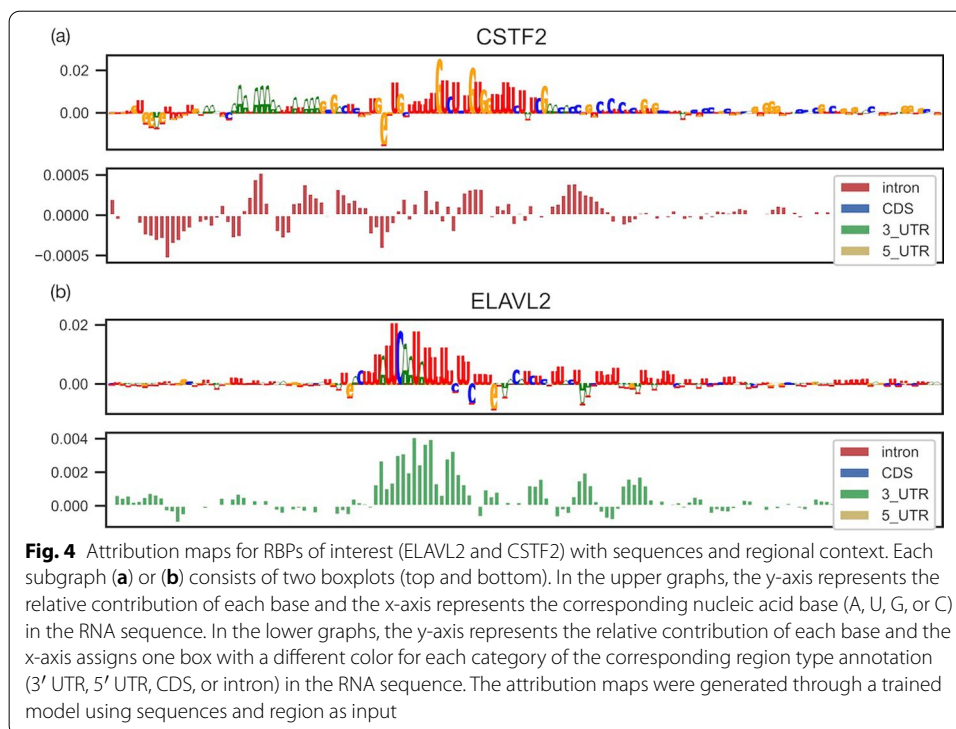 (a)
CSTF2
0.02
0.00
0.0005
0.0000
−0.0005
intron
CDS
3_UTR
5_UTR
(b)
ELAVL2
0.02
0.00
0.004
0.002
0.000
intron
CDS
3_UTR
5_UTR
Fig. 4 Attribution maps for RBPs of interest (ELAVL2 and CSTF2) with sequences and regional context. Each
subgraph (a) or (b) consists of two boxplots (top and bottom). In the upper graphs, the y-axis represents the
relative contribution of each base and the x-axis represents the corresponding nucleic acid base (A, U, G, or C)
in the RNA sequence. In the lower graphs, the y-axis represents the relative contribution of each base and the
x-axis assigns one box with a different color for each category of the corresponding region type annotation
(3′ UTR, 5′ UTR, CDS, or intron) in the RNA sequence. The attribution maps were generated through a trained
model using sequences and region as input